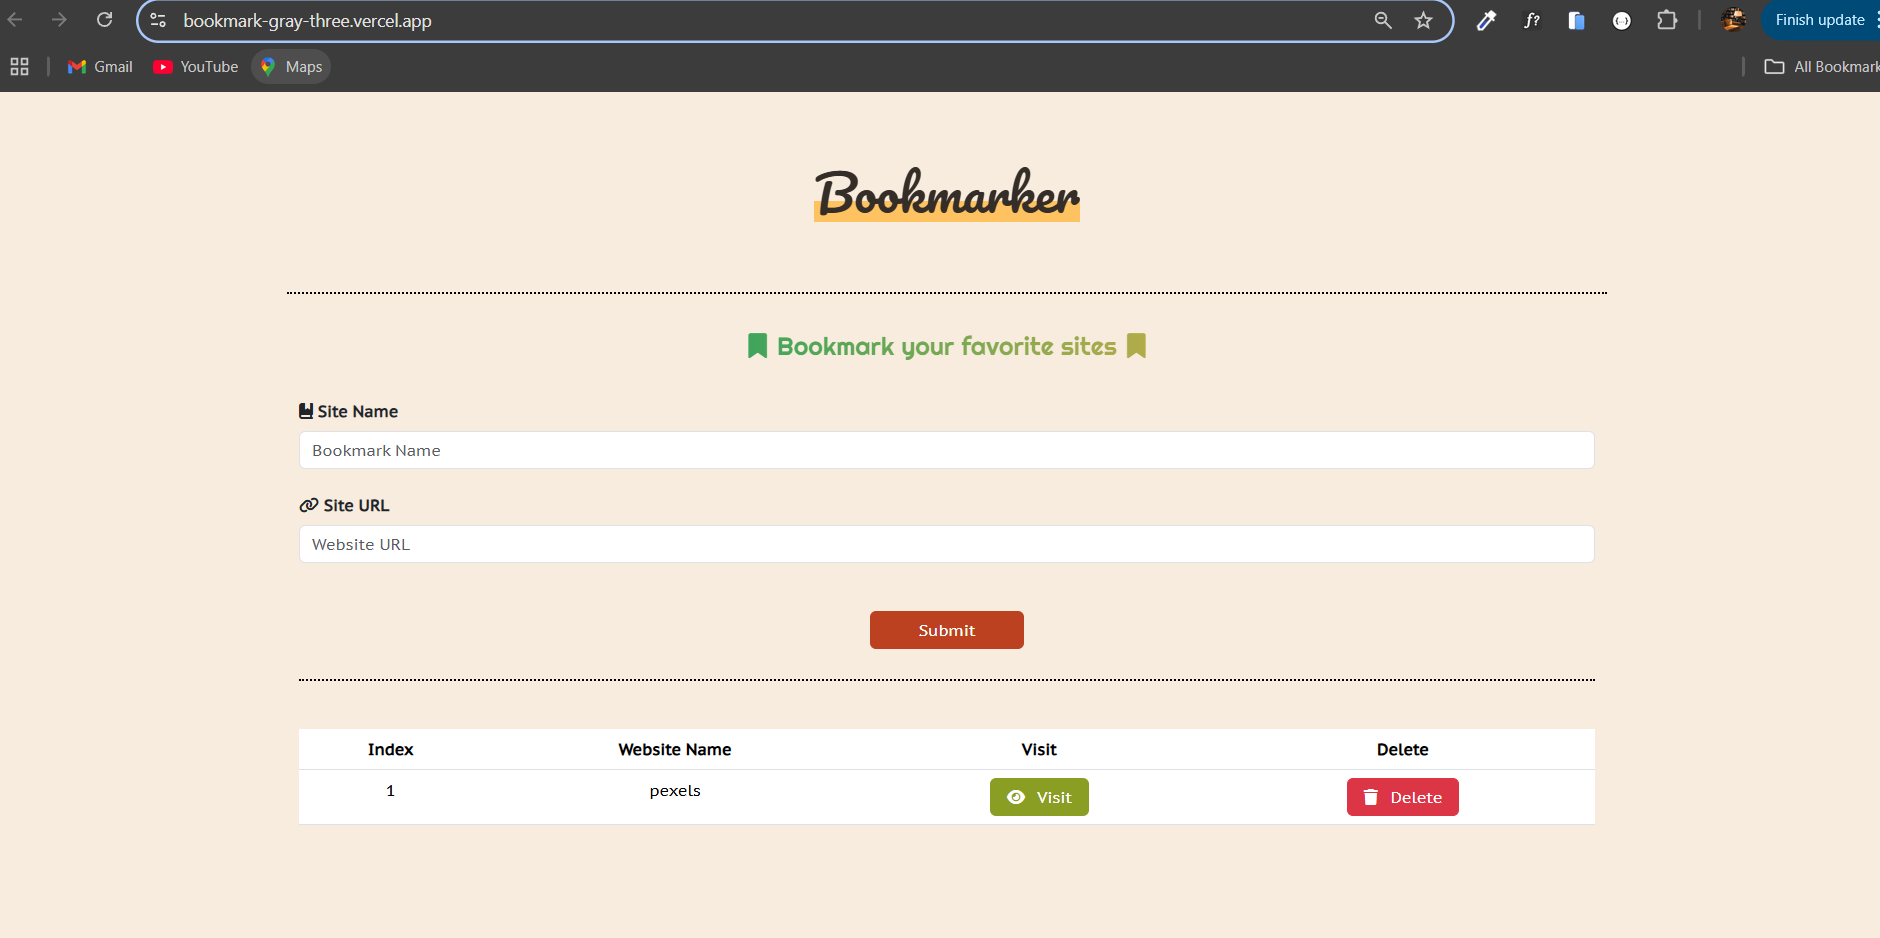 bookmark-gray-three.vercel.app
f?
Finish update
Gmail YouTube Maps
All Bookmark
Bookmarker
Bookmark your favorite sites
Site Name
Bookmark Name
Site URL
Website URL
Submit
Index Website Name Visit Delete
1 pexels Visit Delete